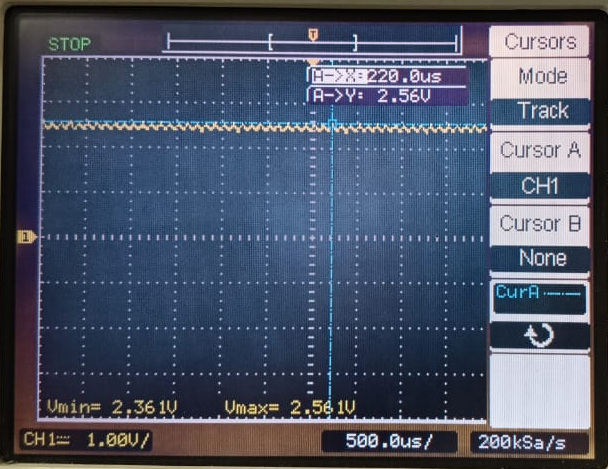 STOP
T
Cursors
A->X:220.0us
A->Y: 2.56V
Mode
Track
Cursor A
CH1
Cursor B
None
CurA
1
Vmin= 2.361V Vmax= 2.561V
CH1 1.00V/ 500.0us/ 200kSa/s